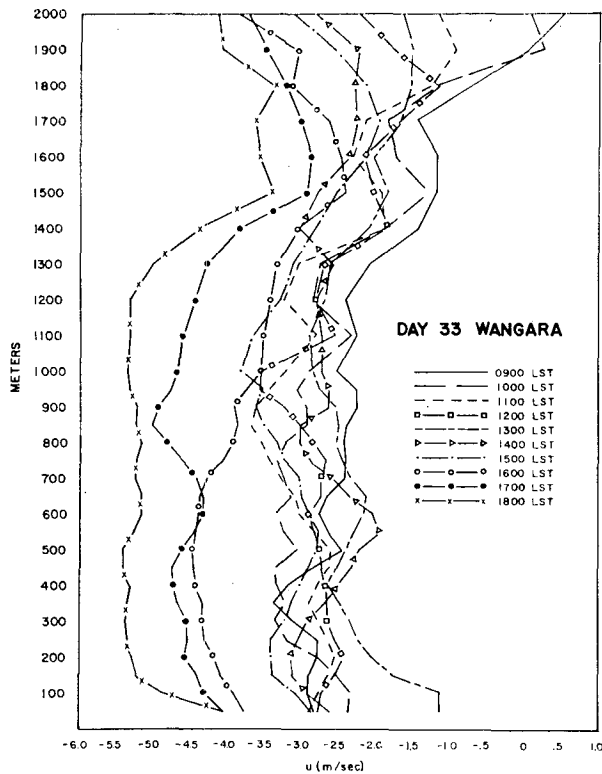 2000
1900
1800
1700
1600
1500
1400
1300
1200
1100
1000
900
800
700
600
500
400
300
200
100
METERS
DAY 33 WANGARA
0900 LST
1000 LST
1100 LST
1200 LST
1300 LST
1400 LST
1500 LST
1600 LST
1700 LST
1800 LST
-6.0 -5.5 -5.0 -4.5 -4.0 -3.5 -3.0 -2.5 -2.0 -1.5 -1.0 -0.5 0 0.5 1.0
u (m/sec)